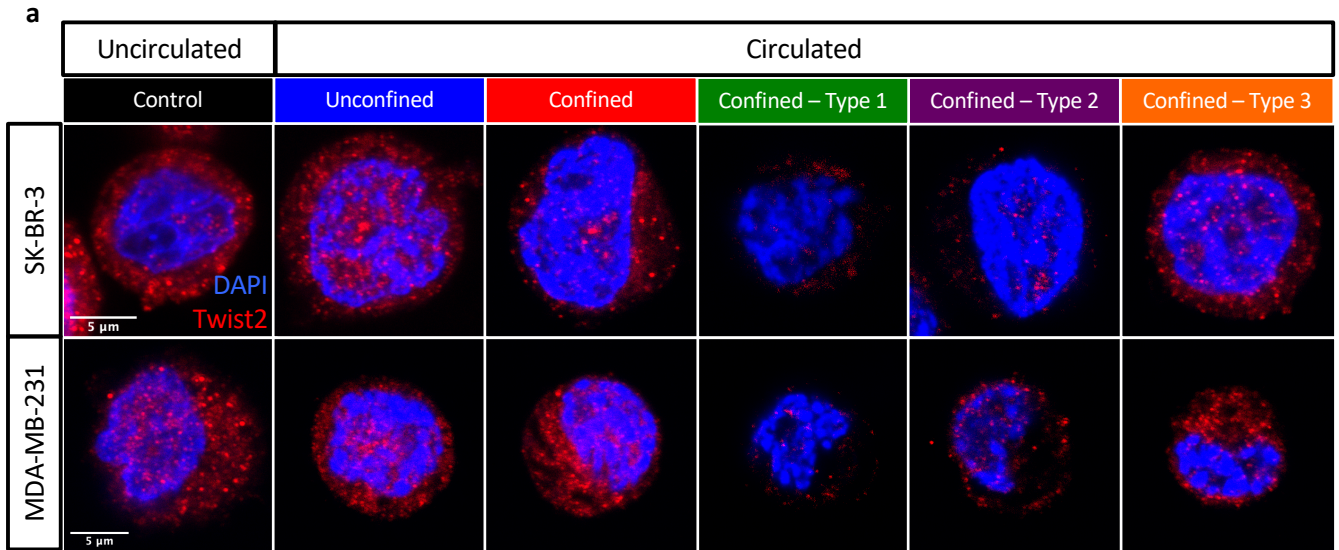 a
Uncirculated
Circulated
Control
Unconfined
Confined
Confined – Type 1
Confined – Type 2
Confined – Type 3
SK-BR-3
DAPI
Twist2
5 μm
MDA-MB-231
5 μm